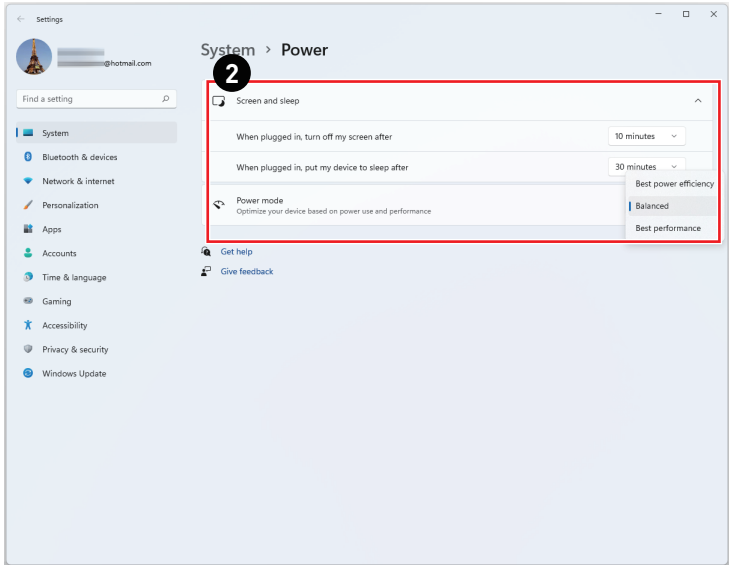 Settings
@hotmail.com
Find a setting
System
Bluetooth & devices
Network & internet
Personalization
Apps
Accounts
Time & language
Gaming
Accessibility
Privacy & security
Windows Update
System > Power
2
Screen and sleep
When plugged in, turn off my screen after
10 minutes
When plugged in, put my device to sleep after
30 minutes
Power mode
Optimize your device based on power use and performance
Best power efficiency
Balanced
Best performance
Get help
Give feedback